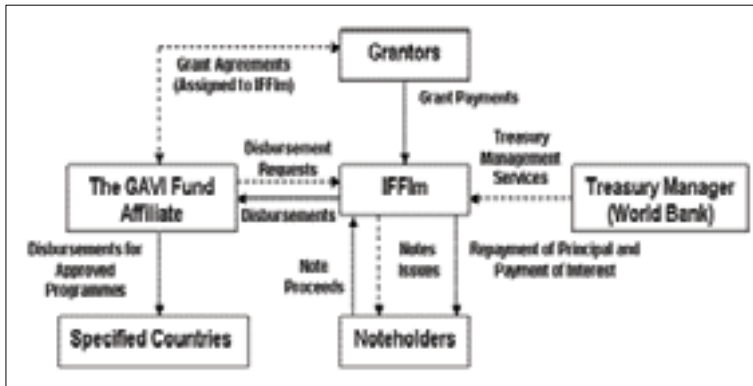 Grantors
Grant Agreements
(Assigned to IFFIm)
Grant Payments
Disbursement
Requests
Treasury
Management
Services
The GAVI Fund
Affiliate
IFFIm
Treasury Manager
(World Bank)
Disbursements
Disbursements for
Approved
Programmes
Note
Proceeds
Notes
Issues
Repayment of Principal and
Payment of Interest
Specified Countries
Noteholders